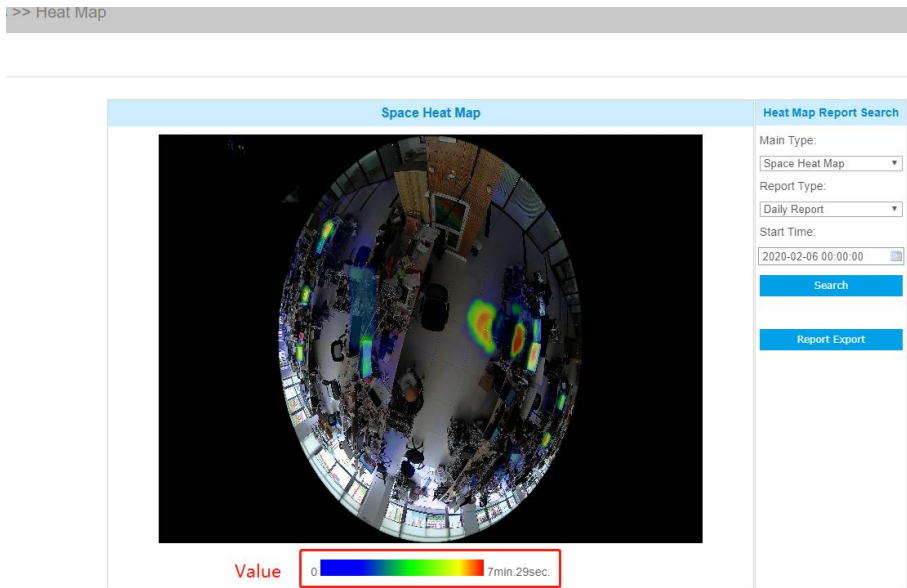 >> Heat Map
Space Heat Map
Heat Map Report Search
Main Type:
Space Heat Map
Report Type:
Daily Report
Start Time:
2020-02-06 00:00:00
Search
Report Export
Value
0
7min.29sec.